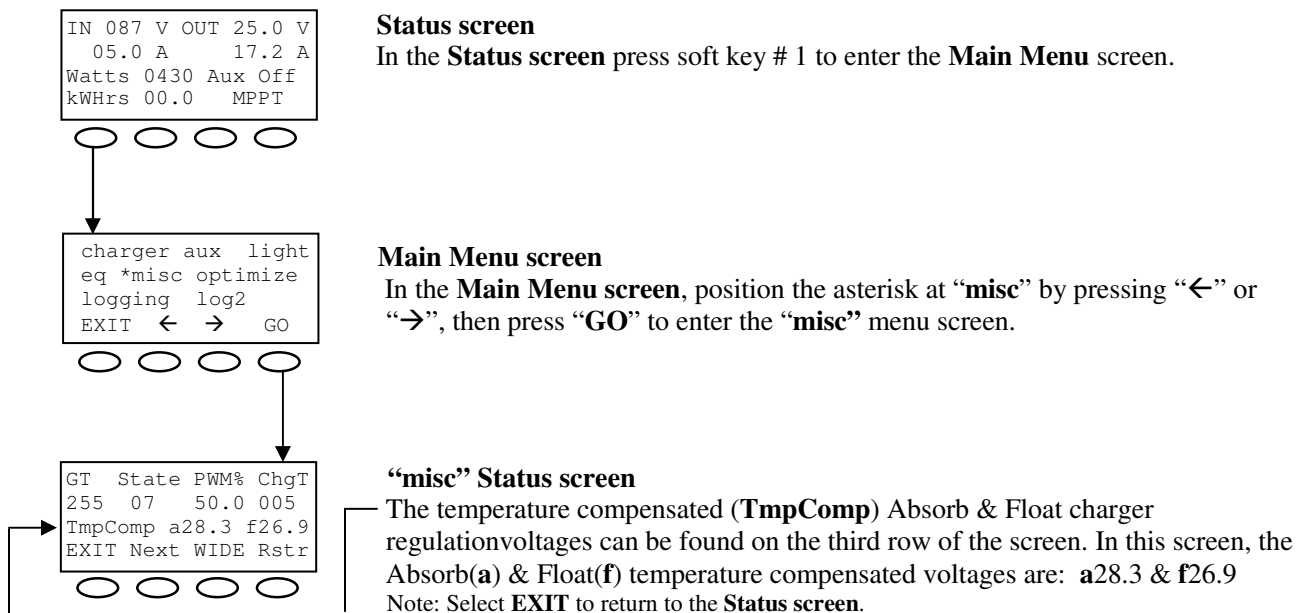 IN 087 V OUT 25.0 V
05.0 A 17.2 A
Watts 0430 Aux Off
kWHrs 00.0 MPPT
Status screen
In the Status screen press soft key # 1 to enter the Main Menu screen.
charger aux light
eq *misc optimize
logging log2
EXIT ← → GO
Main Menu screen
In the Main Menu screen, position the asterisk at “misc” by pressing “←” or
“→”, then press “GO” to enter the “misc” menu screen.
GT State PWM% ChgT
255 07 50.0 005
TmpComp a28.3 f26.9
EXIT Next WIDE Rstr
“misc” Status screen
The temperature compensated (TmpComp) Absorb & Float charger
regulationvoltages can be found on the third row of the screen. In this screen, the
Absorb(a) & Float(f) temperature compensated voltages are: a28.3 & f26.9
Note: Select EXIT to return to the Status screen.